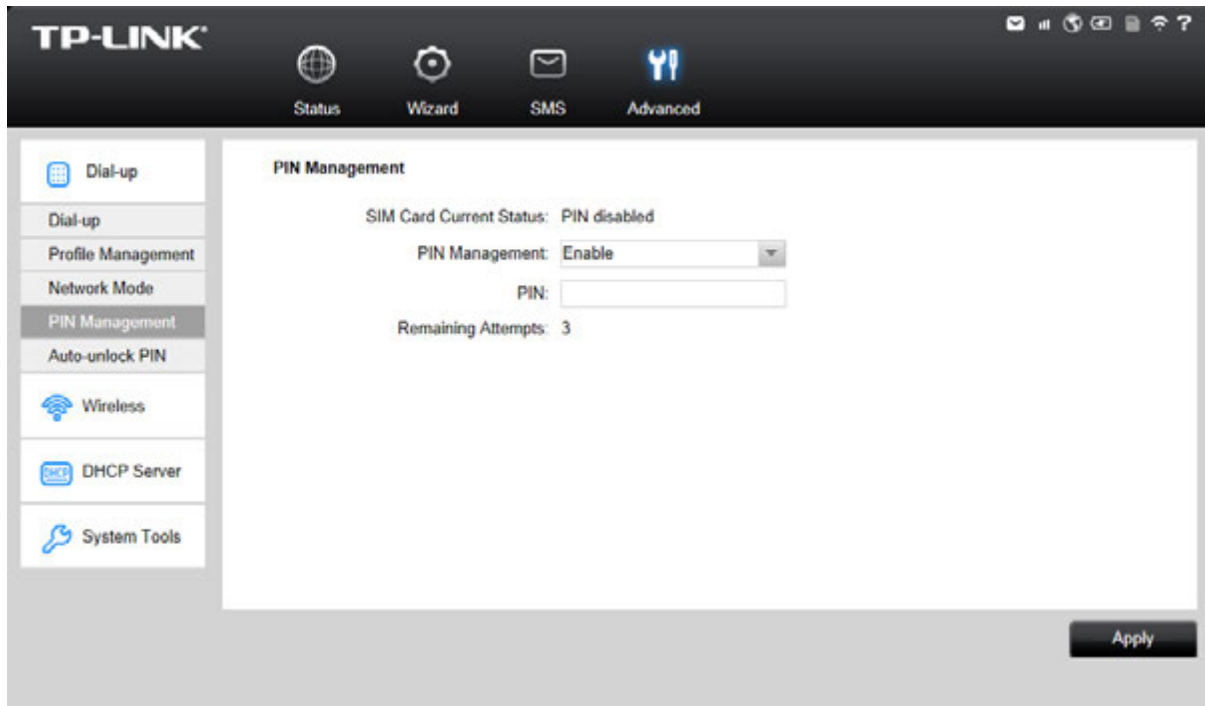 TP-LINK
Status
Wizard
SMS
Advanced
?
Dial-up
Dial-up
Profile Management
Network Mode
PIN Management
Auto-unlock PIN
Wireless
DHCP
DHCP Server
System Tools
PIN Management
SIM Card Current Status: PIN disabled
PIN Management: Enable
PIN:
Remaining Attempts: 3
Apply